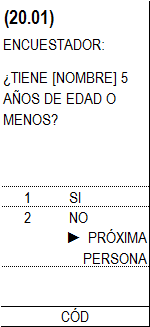 (20.01)
ENCUESTADOR:
¿TIENE [NOMBRE] 5
AÑOS DE EDAD O
MENOS?
1 SI
2 NO
► PRÓXIMA
PERSONA
CÓD